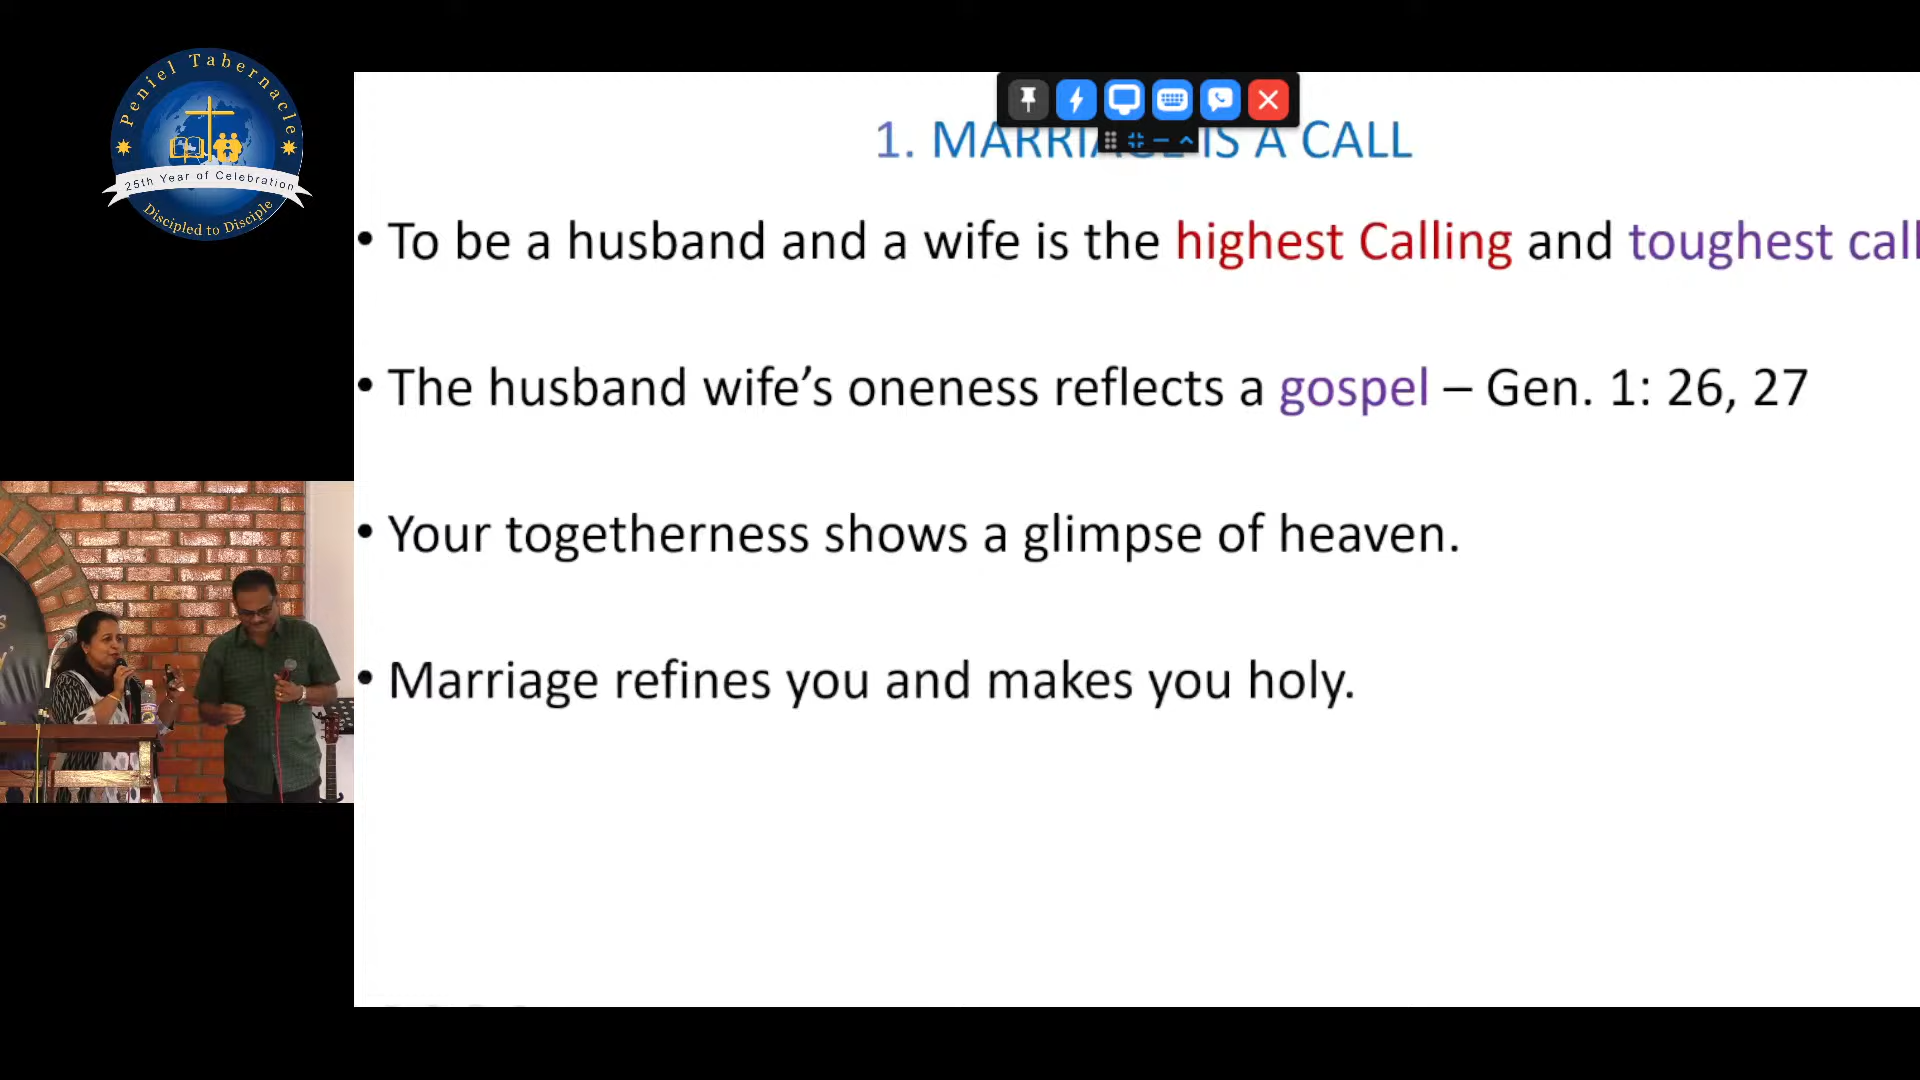 Peniel Tabernacle
25th Year of Celebration
Discipled to Disciple
1. MARRIAGE IS A CALL
• To be a husband and a wife is the highest Calling and toughest call
• The husband wife’s oneness reflects a gospel – Gen. 1: 26, 27
• Your togetherness shows a glimpse of heaven.
• Marriage refines you and makes you holy.